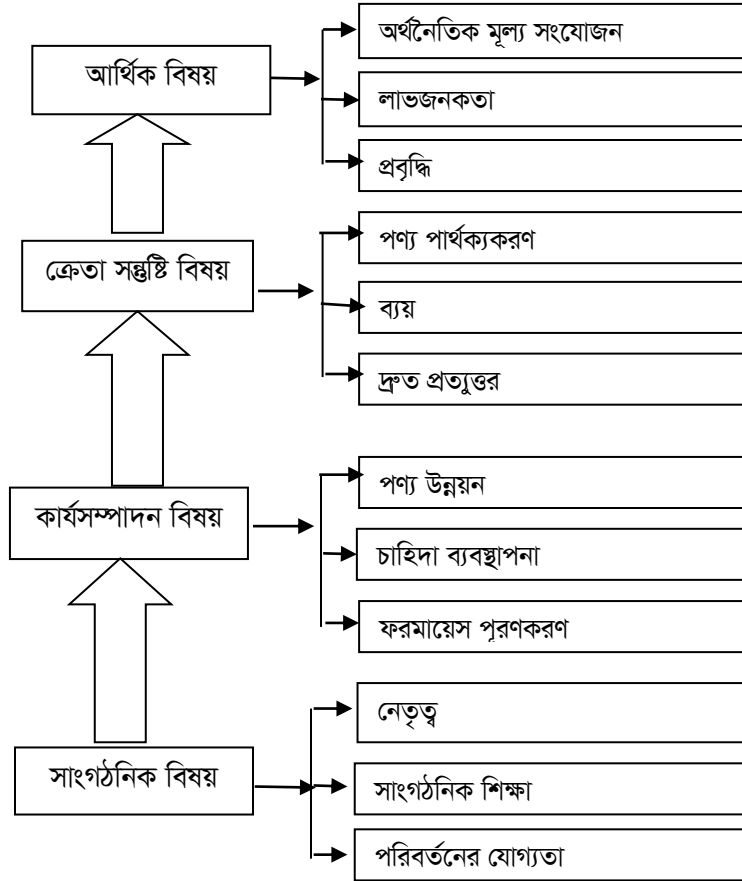 আর্থিক বিষয়
অর্থনৈতিক মূল্য সংযোজন
লাভজনকতা
প্রবৃদ্ধি
ক্রেতা সন্তুষ্টি বিষয়
পণ্য পার্থক্যকরণ
ব্যয়
দ্রুত প্রত্যুত্তর
কার্যসম্পাদন বিষয়
পণ্য উন্নয়ন
চাহিদা ব্যবস্থাপনা
ফরমায়েস পূরণকরণ
সাংগঠনিক বিষয়
নেতৃত্ব
সাংগঠনিক শিক্ষা
পরিবর্তনের যোগ্যতা